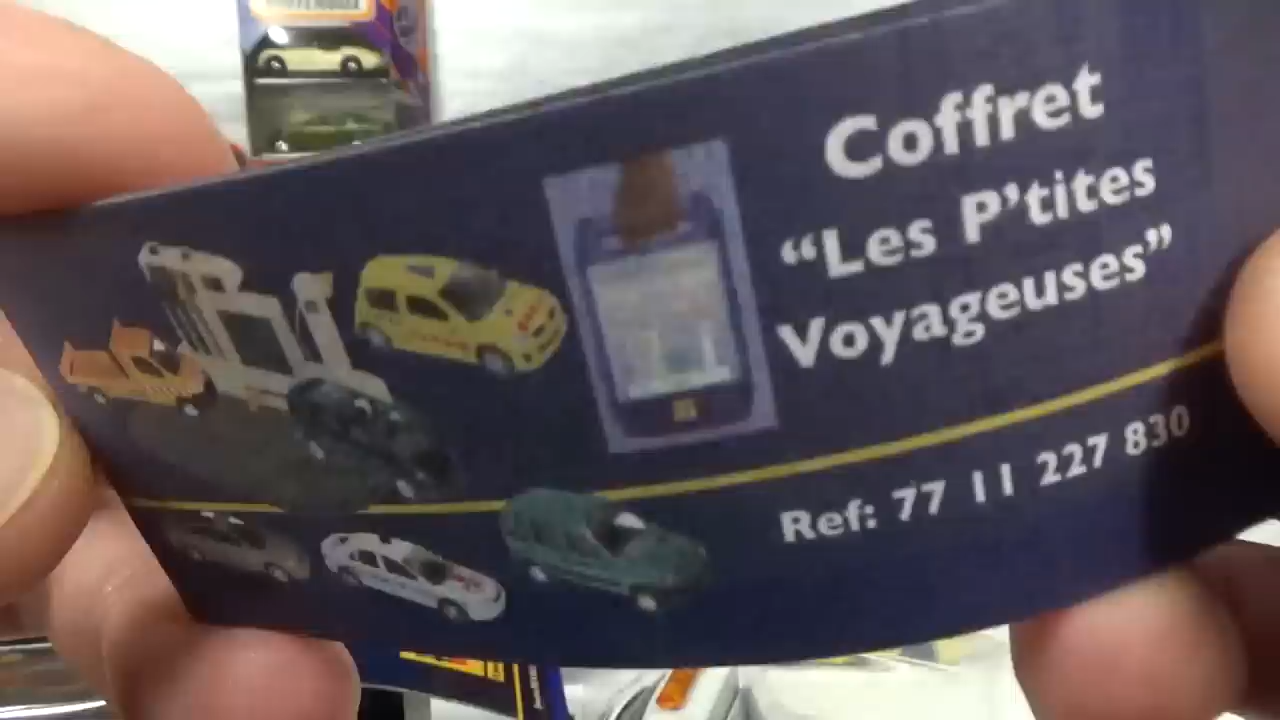 Coffret
“Les P’tites
Voyageuses”
Ref: 77 11 227 830